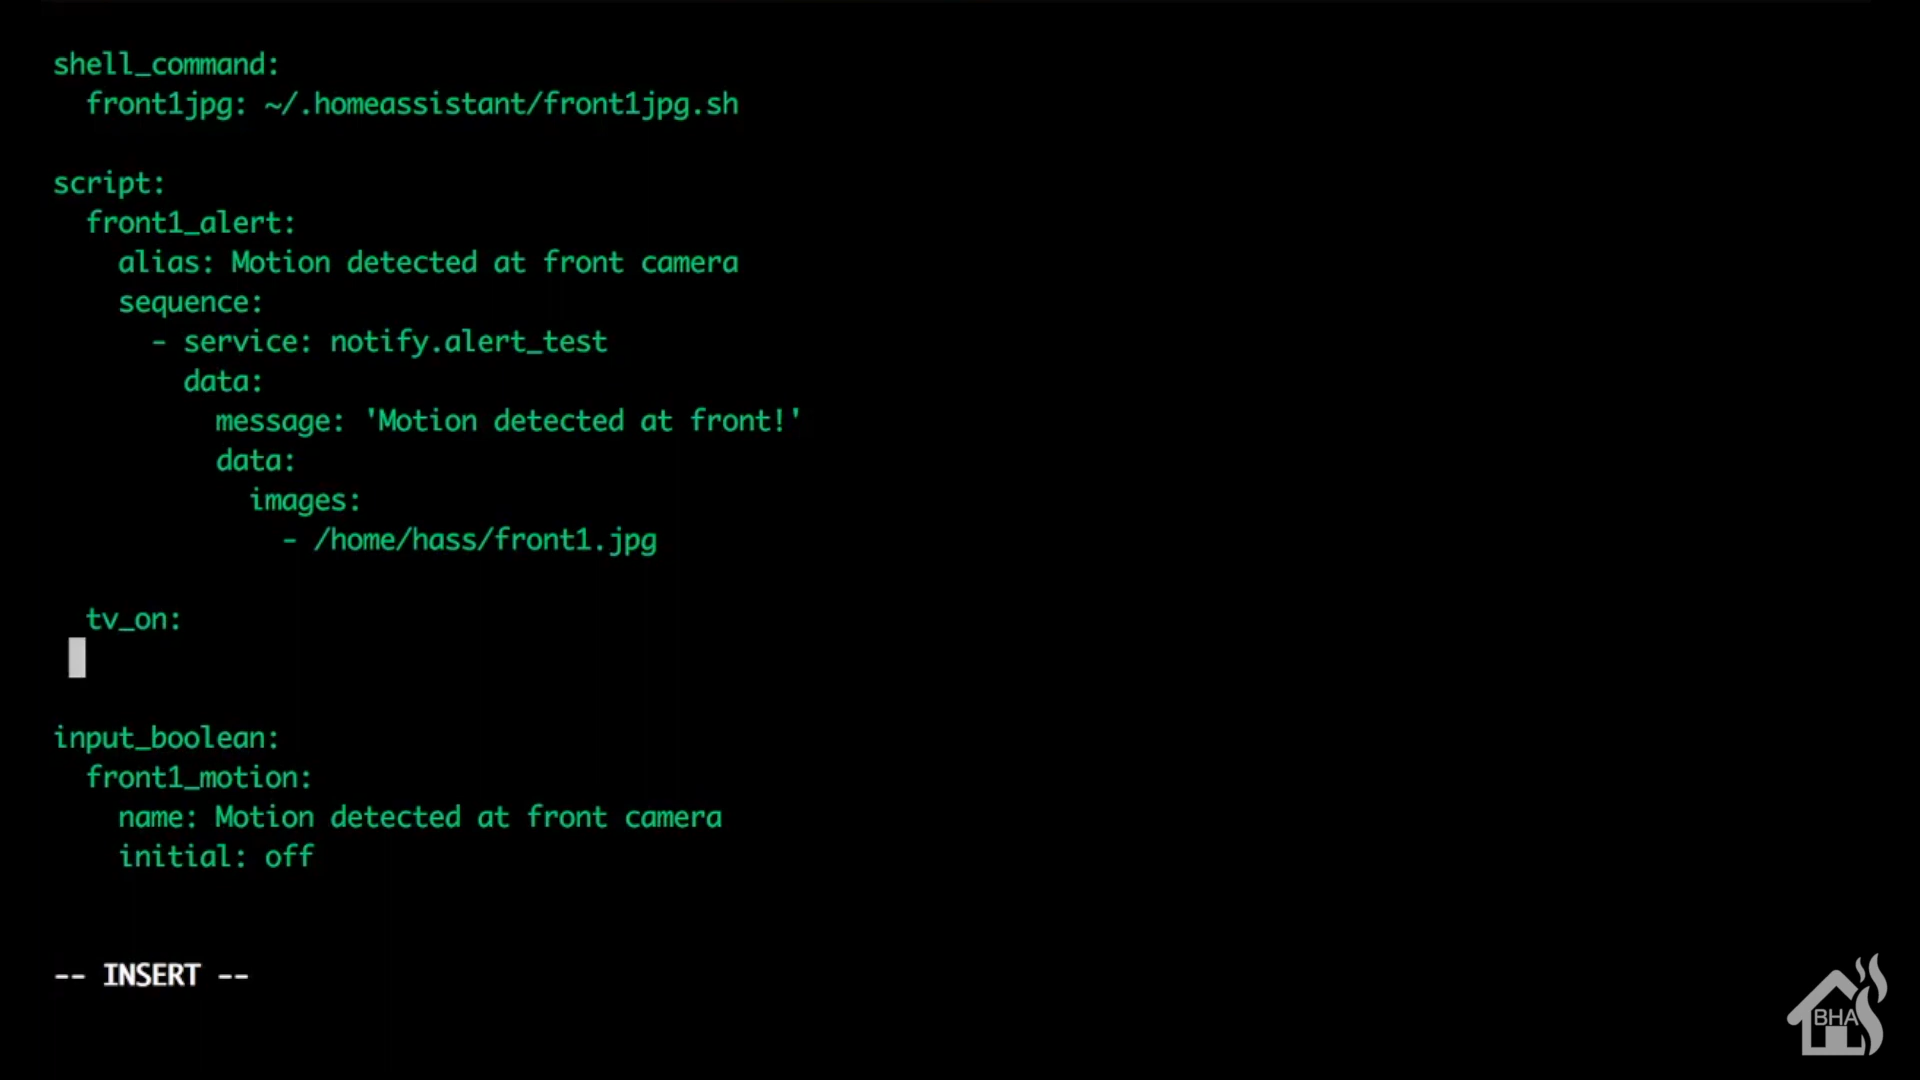 shell_command:
  front1jpg: ~/.homeassistant/front1jpg.sh

script:
  front1_alert:
    alias: Motion detected at front camera
    sequence:
      - service: notify.alert_test
        data:
          message: 'Motion detected at front!'
          data:
            images:
              - /home/hass/front1.jpg

  tv_on:

input_boolean:
  front1_motion:
    name: Motion detected at front camera
    initial: off

-- INSERT --
BHA